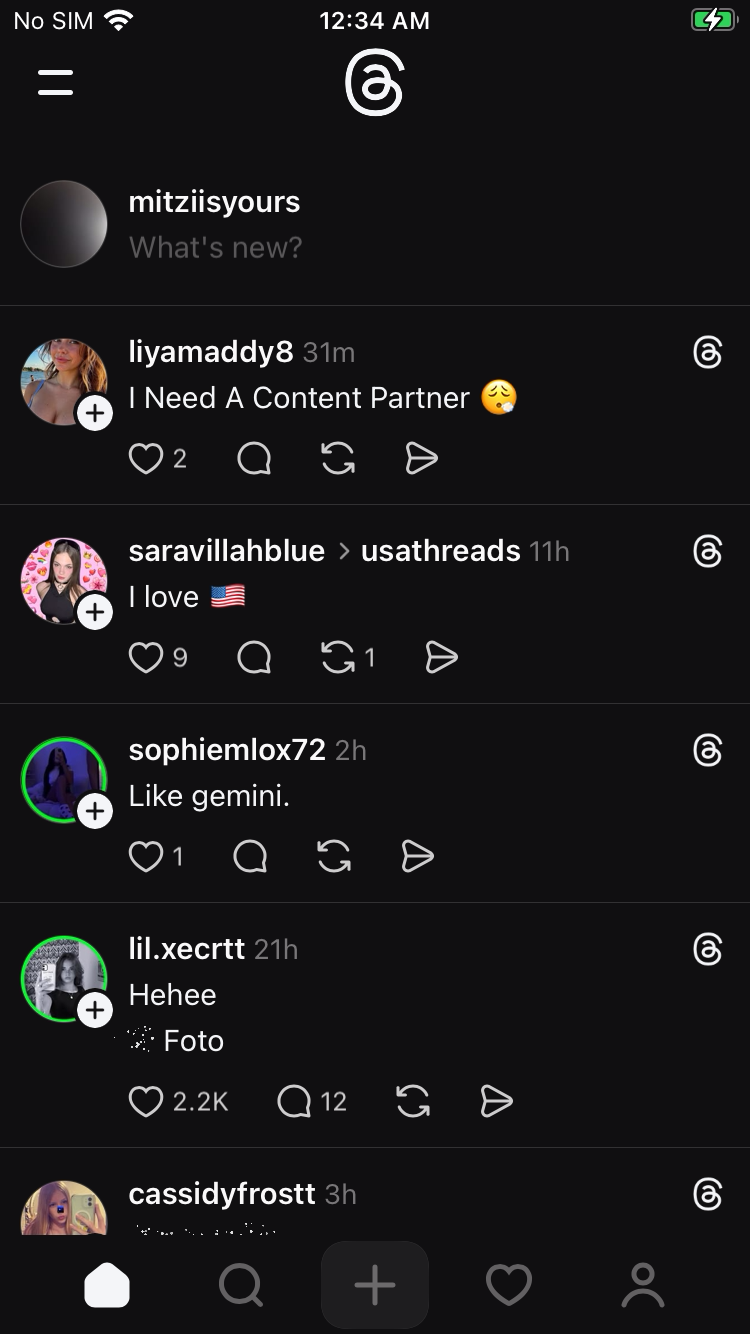 No SIM 12:34 AM
mitziisyours
What's new?
liyamaddy8 31m
I Need A Content Partner 😮‍💨
2
saravillahblue > usathreads 11h
I love 🇺🇸
9 1
sophiemlox72 2h
Like gemini.
1
lil.xecrtt 21h
Hehee
Foto
2.2K 12
cassidyfrostt 3h